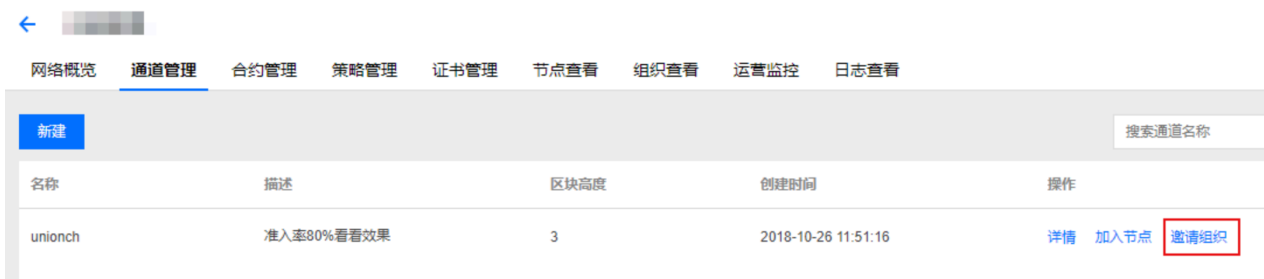 网络概览 通道管理 合约管理 策略管理 证书管理 节点查看 组织查看 运营监控 日志查看
新建 搜索通道名称
名称 描述 区块高度 创建时间 操作
unionch 准入率80%看看效果 3 2018-10-26 11:51:16 详情 加入节点 邀请组织